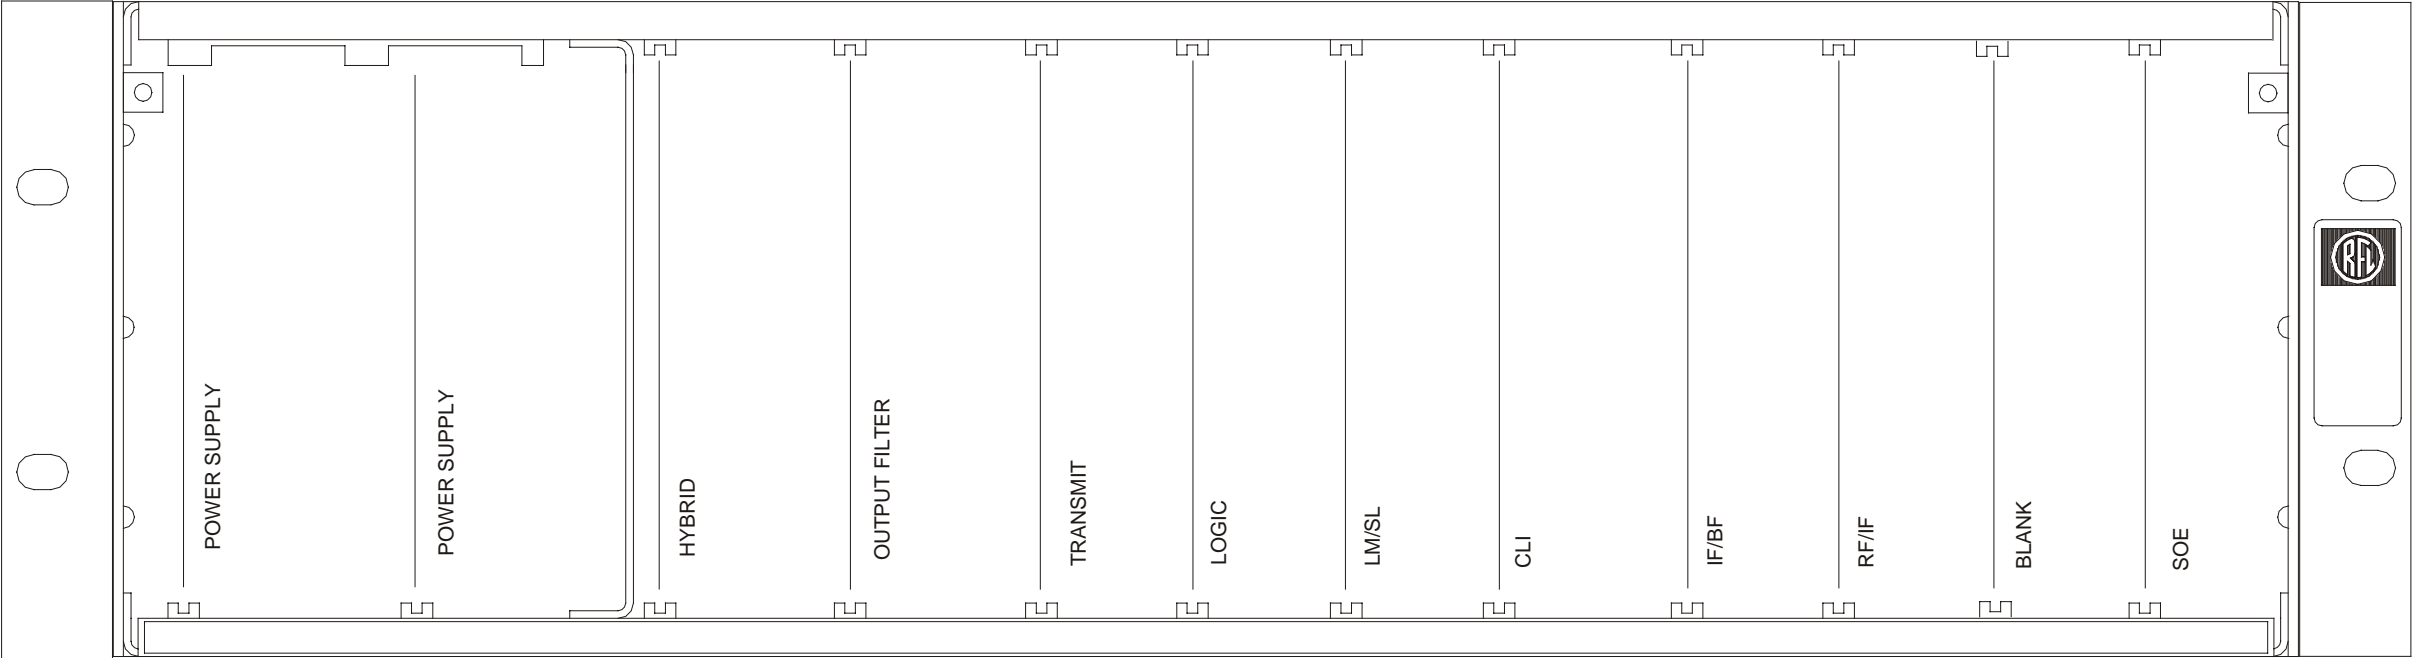 POWER SUPPLY
POWER SUPPLY
HYBRID
OUTPUT FILTER
TRANSMIT
LOGIC
LM/SL
CLI
IF/BF
RF/IF
BLANK
SOE
RFL